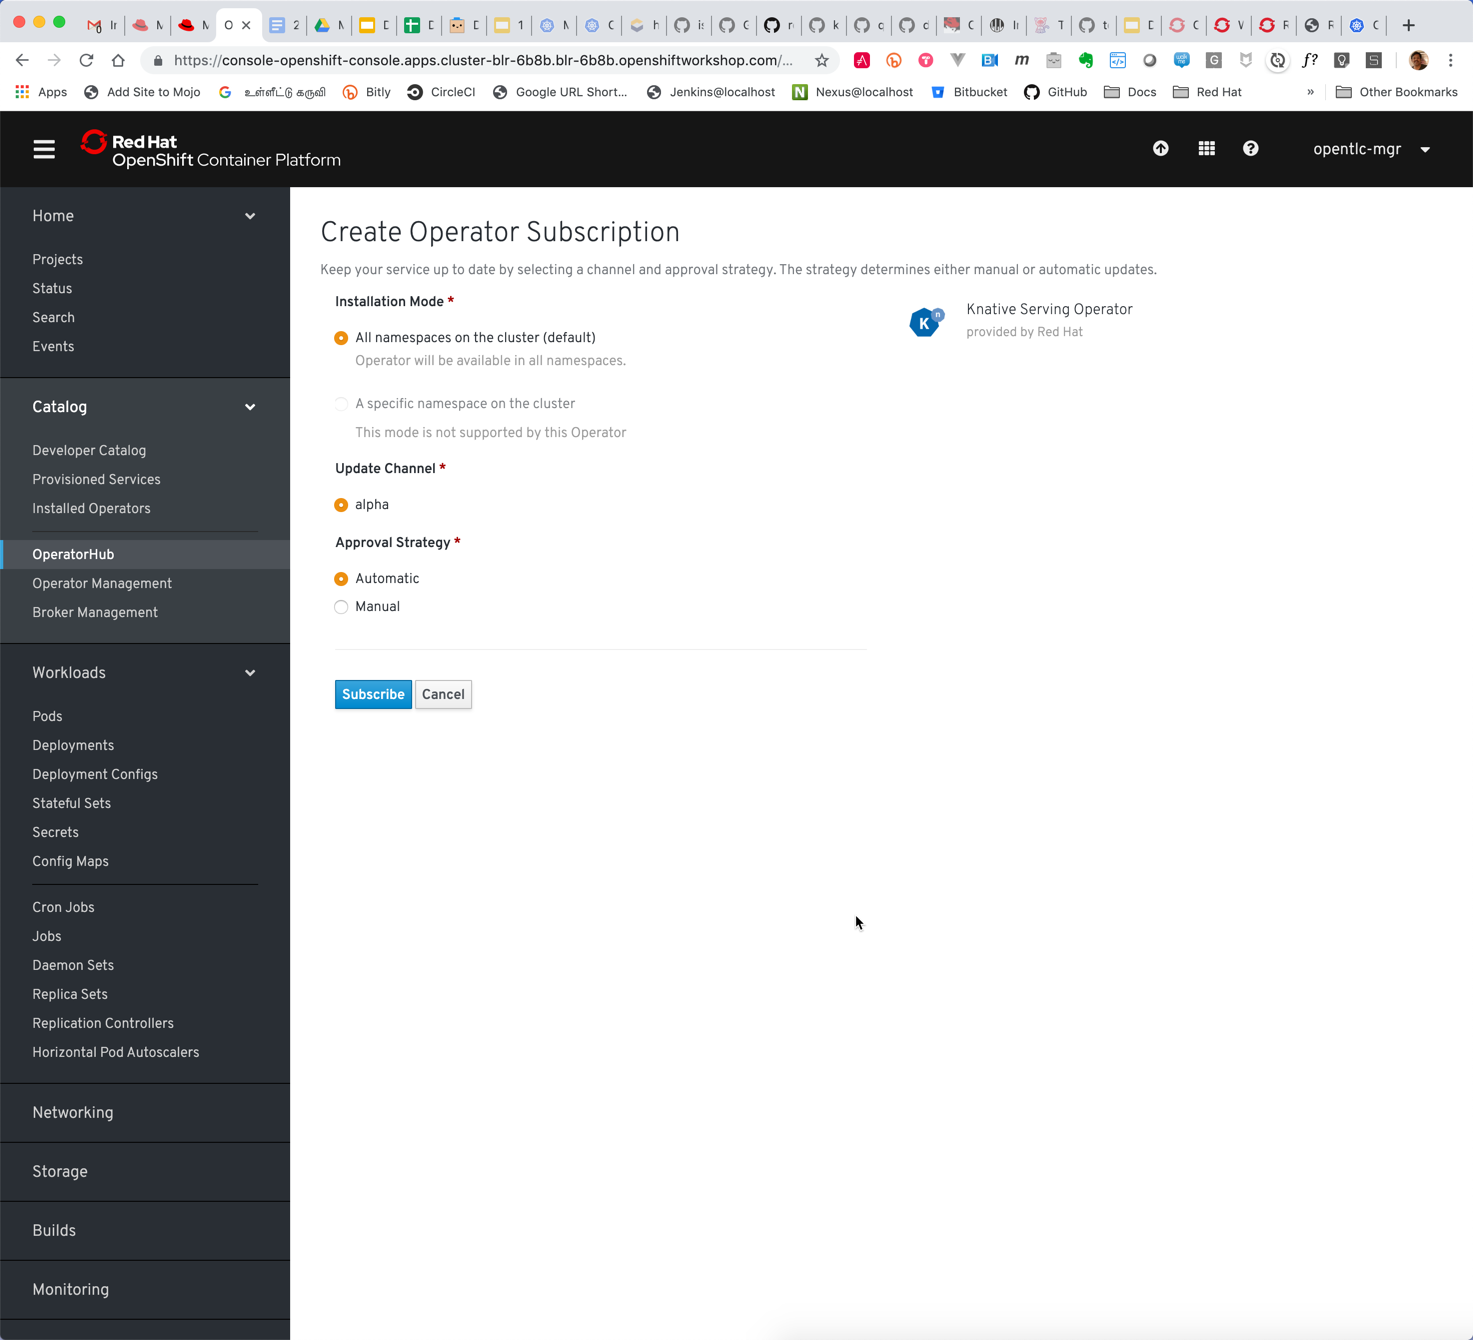 https://console-openshift-console.apps.cluster-blr-6b8b.blr-6b8b.openshiftworkshop.com/...
Apps Add Site to Mojo உள்ளீட்டு கருவி Bitly CircleCI Google URL Short... Jenkins@localhost Nexus@localhost Bitbucket GitHub Docs Red Hat » Other Bookmarks
Red Hat
OpenShift Container Platform
opentlc-mgr
Home
Projects
Status
Search
Events
Catalog
Developer Catalog
Provisioned Services
Installed Operators
OperatorHub
Operator Management
Broker Management
Workloads
Pods
Deployments
Deployment Configs
Stateful Sets
Secrets
Config Maps
Cron Jobs
Jobs
Daemon Sets
Replica Sets
Replication Controllers
Horizontal Pod Autoscalers
Networking
Storage
Builds
Monitoring
Create Operator Subscription
Keep your service up to date by selecting a channel and approval strategy. The strategy determines either manual or automatic updates.
Installation Mode *
All namespaces on the cluster (default)
Operator will be available in all namespaces.
A specific namespace on the cluster
This mode is not supported by this Operator
Update Channel *
alpha
Approval Strategy *
Automatic
Manual
Subscribe Cancel
K n
Knative Serving Operator
provided by Red Hat